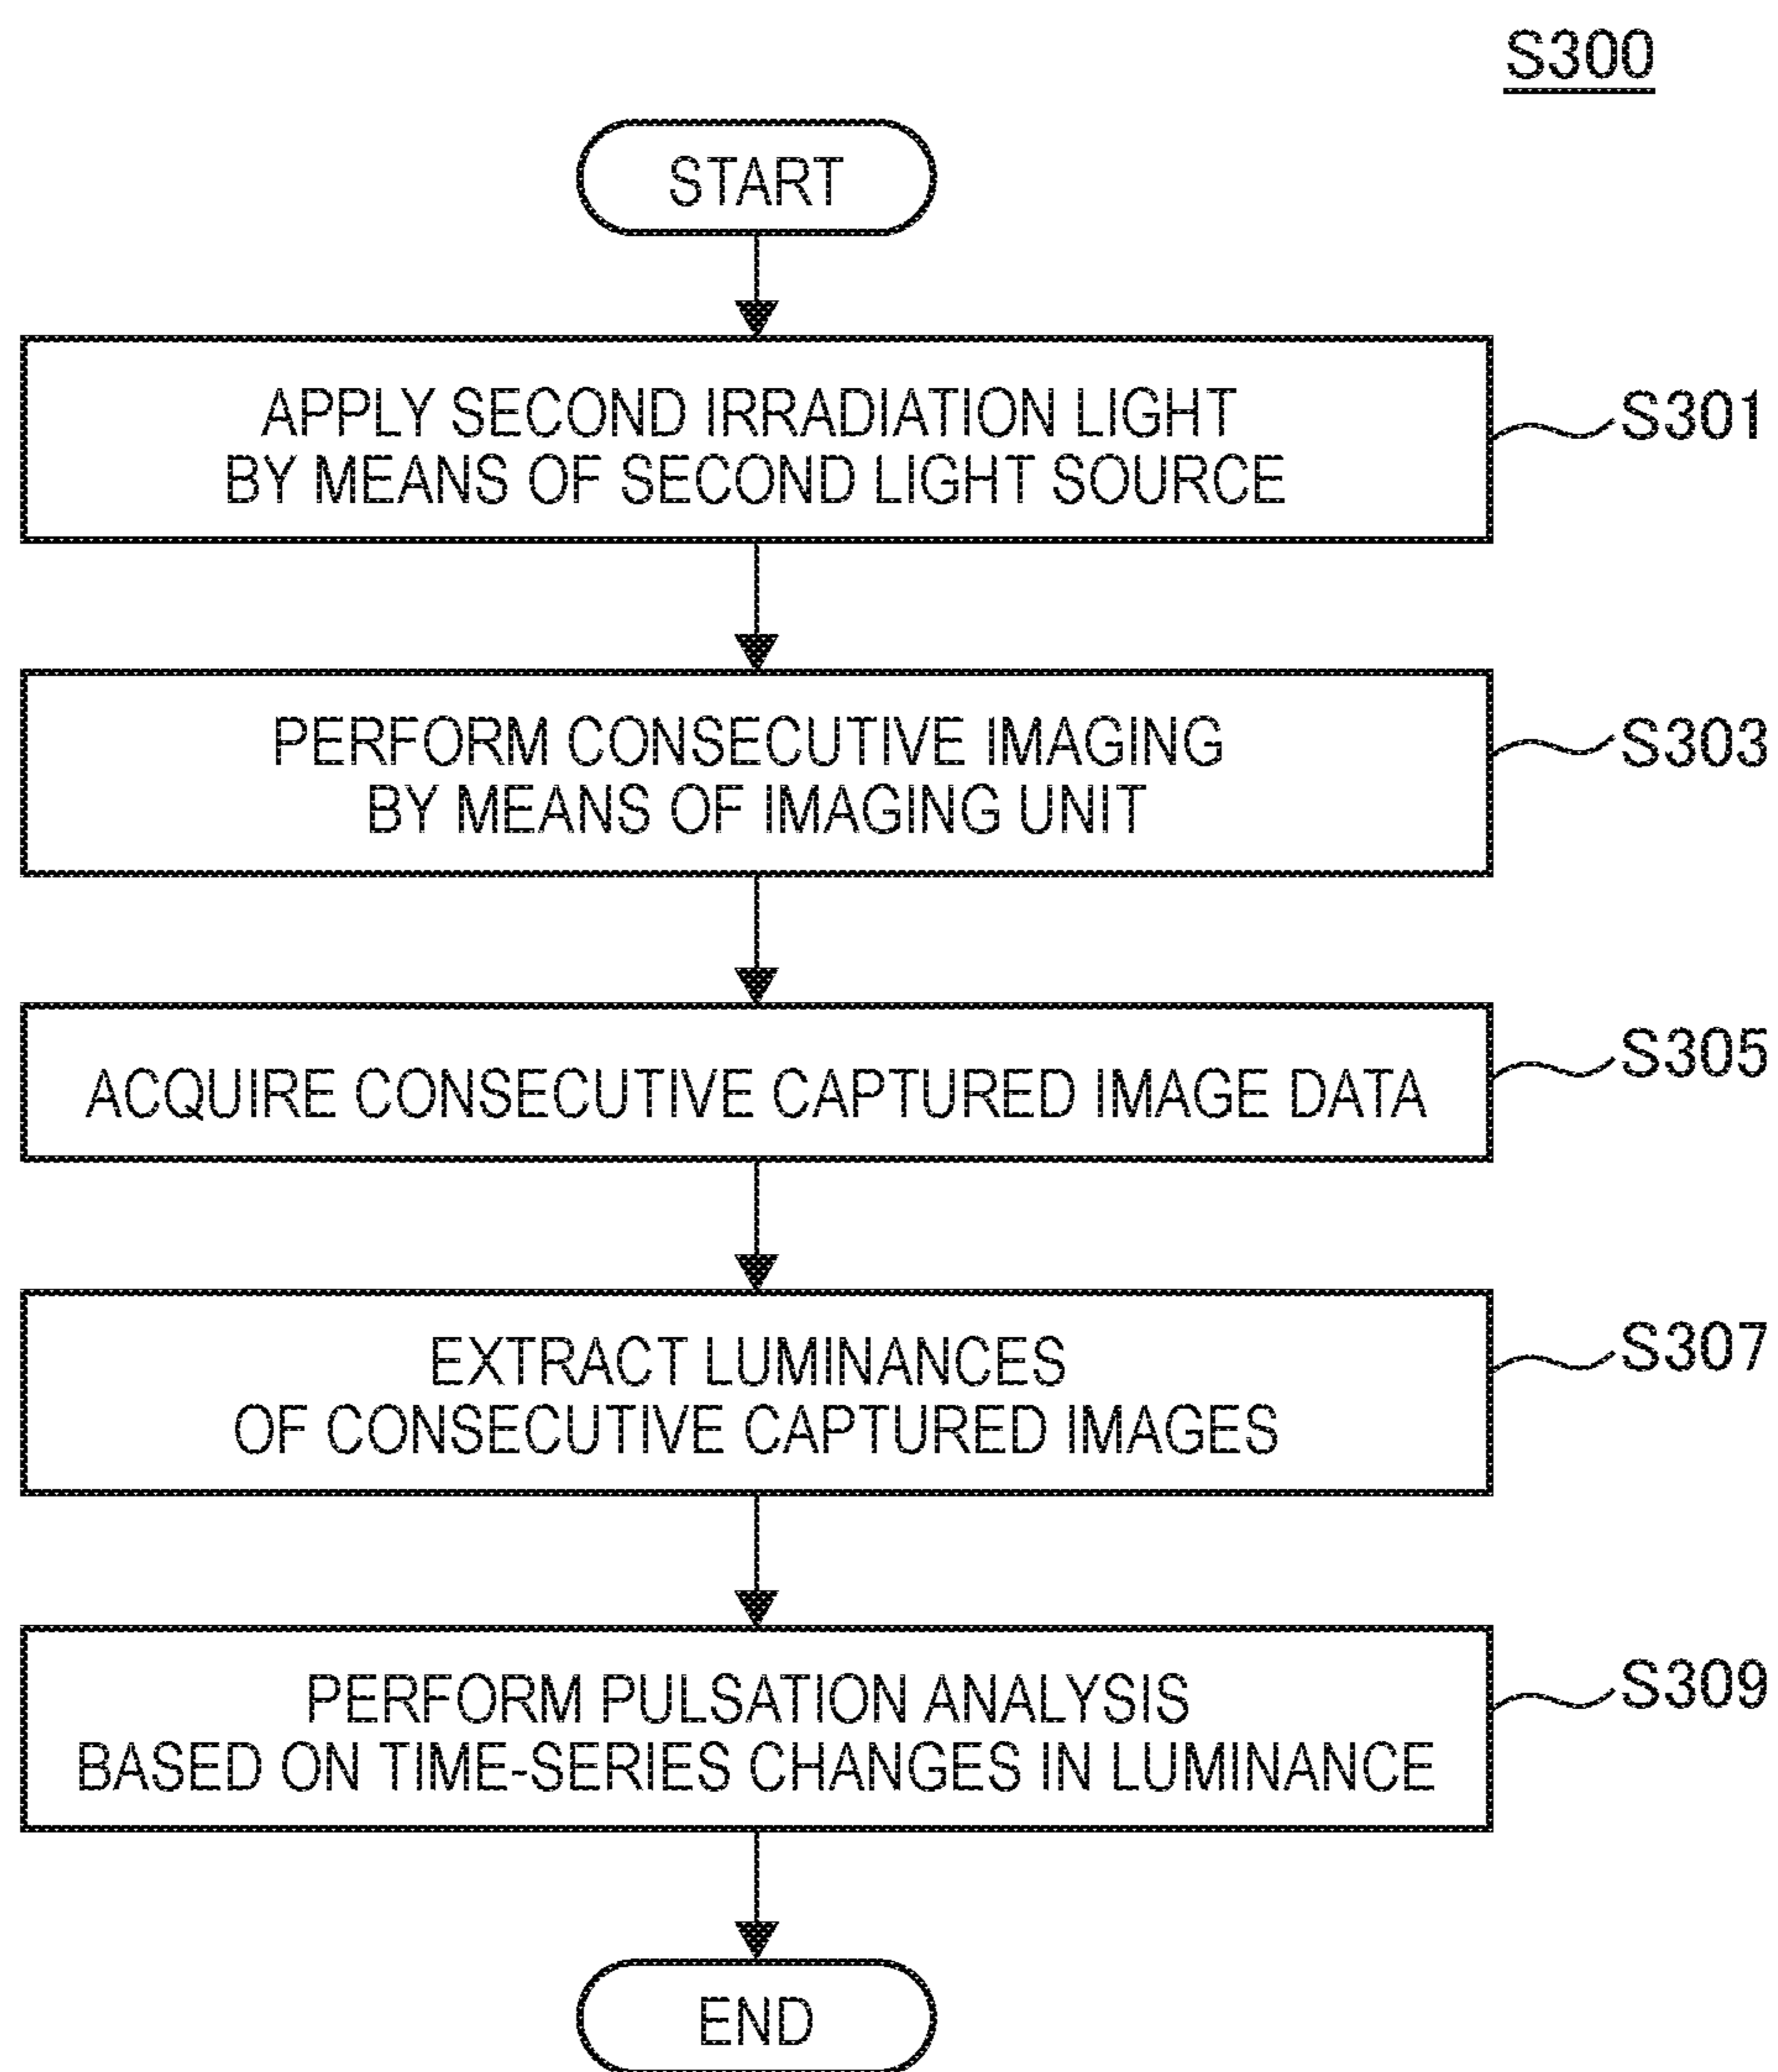 S300
START
APPLY SECOND IRRADIATION LIGHT
BY MEANS OF SECOND LIGHT SOURCE
S301
PERFORM CONSECUTIVE IMAGING
BY MEANS OF IMAGING UNIT
S303
ACQUIRE CONSECUTIVE CAPTURED IMAGE DATA
S305
EXTRACT LUMINANCES
OF CONSECUTIVE CAPTURED IMAGES
S307
PERFORM PULSATION ANALYSIS
BASED ON TIME-SERIES CHANGES IN LUMINANCE
S309
END